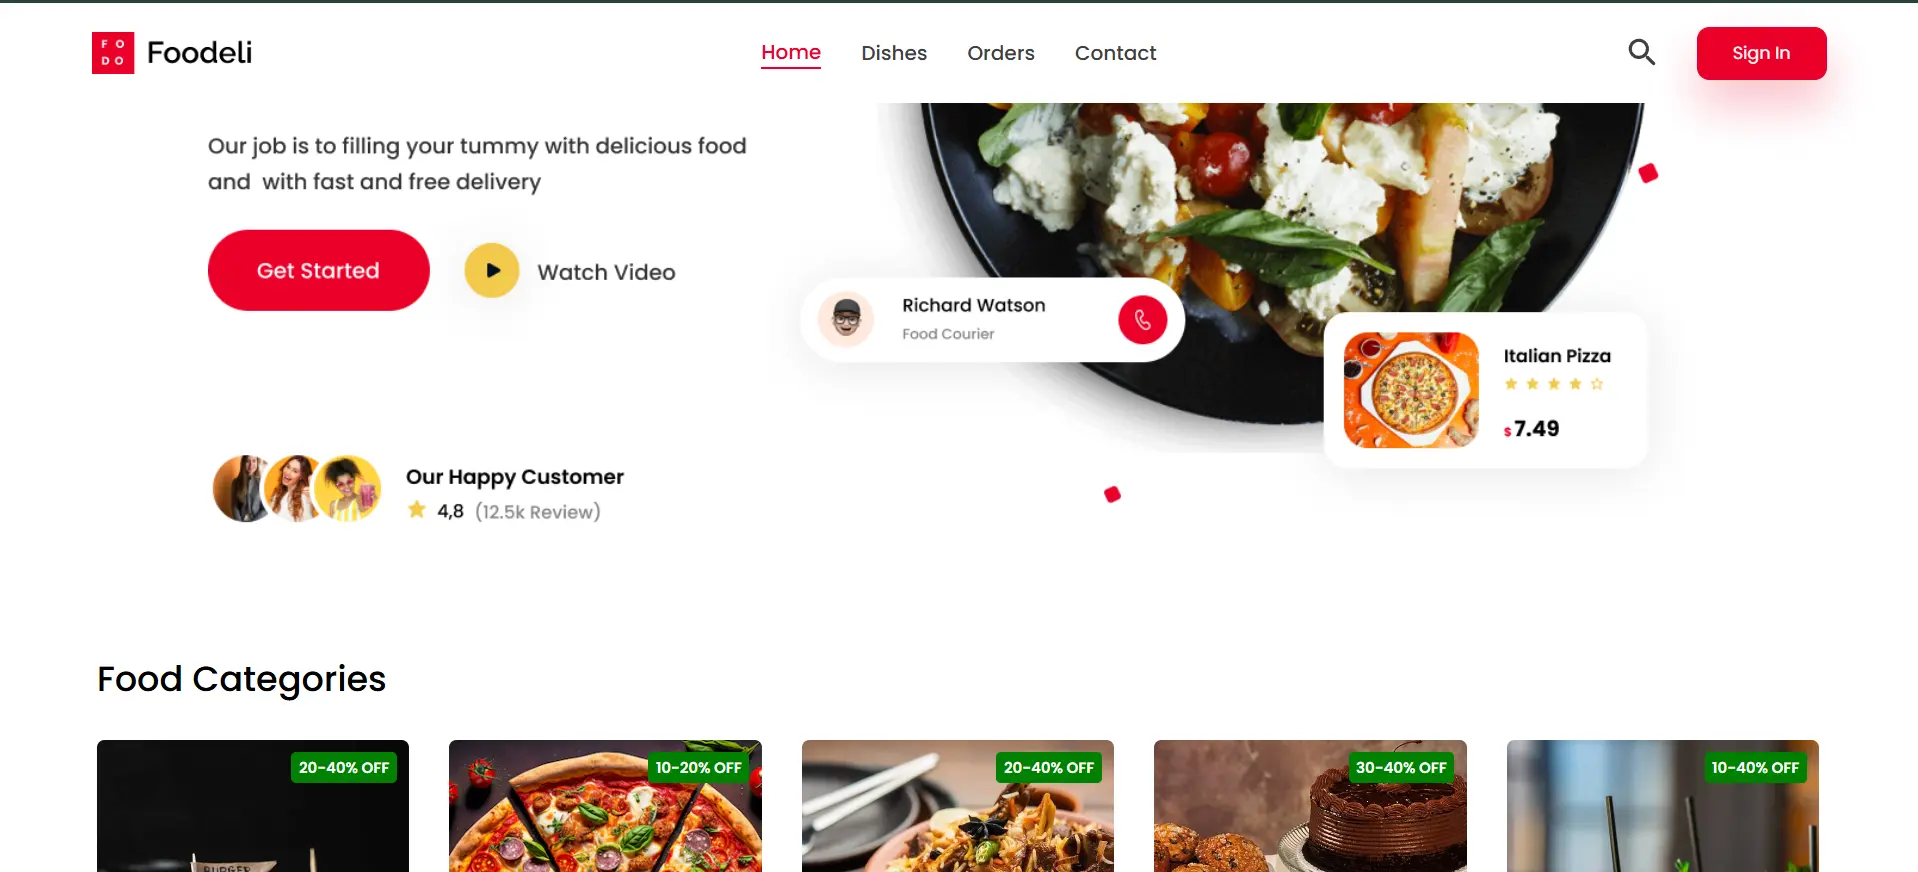 F O
D O
Foodeli
Home Dishes Orders Contact
Sign In
Our job is to filling your tummy with delicious food
and with fast and free delivery
Get Started
Watch Video
Richard Watson
Food Courier
Italian Pizza
$ 7.49
Our Happy Customer
4,8 (12.5k Review)
Food Categories
20-40% OFF
10-20% OFF
20-40% OFF
30-40% OFF
10-40% OFF
BURGER